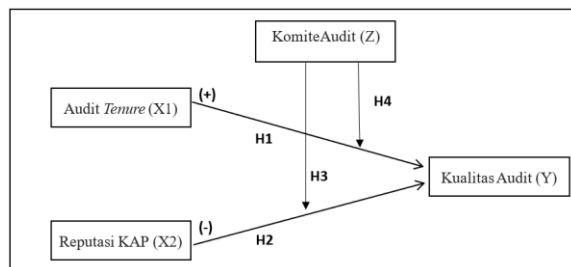 KomiteAudit (Z)
(+)
H4
Audit Tenure (X1)
H1
Kualitas Audit (Y)
H3
(-)
Reputasi KAP (X2)
H2